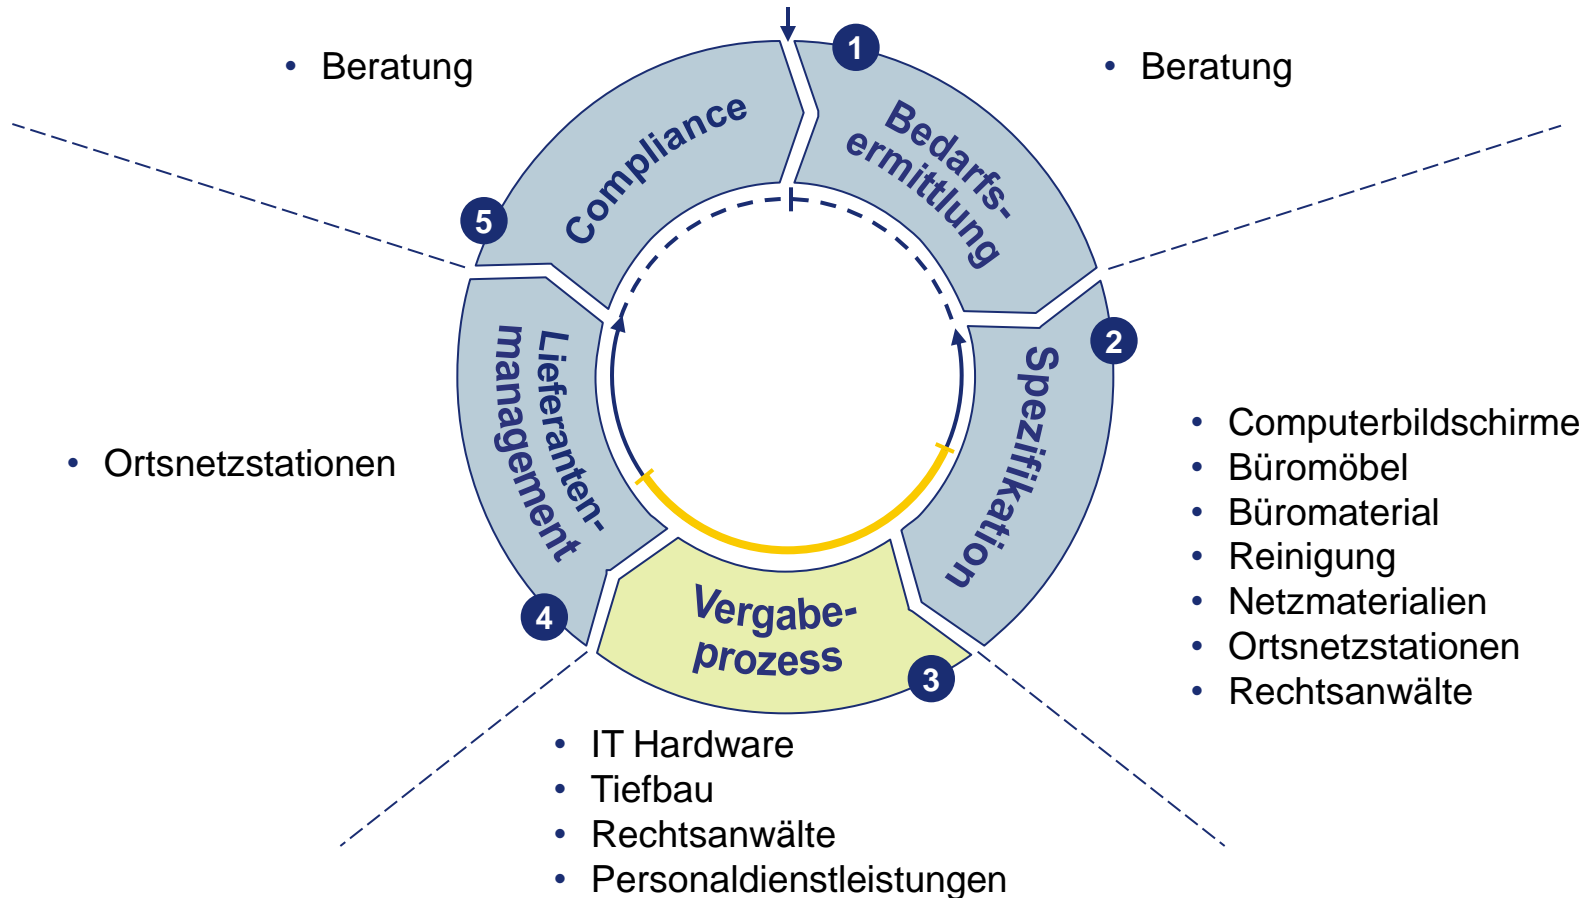 1
Bedarfs-
ermittlung
• Beratung
2
Spezifikation
• Computerbildschirme
• Büromöbel
• Büromaterial
• Reinigung
• Netzmaterialien
• Ortsnetzstationen
• Rechtsanwälte
3
Vergabe-
prozess
• IT Hardware
• Tiefbau
• Rechtsanwälte
• Personaldienstleistungen
4
Lieferanten-
management
• Ortsnetzstationen
5
Compliance
• Beratung